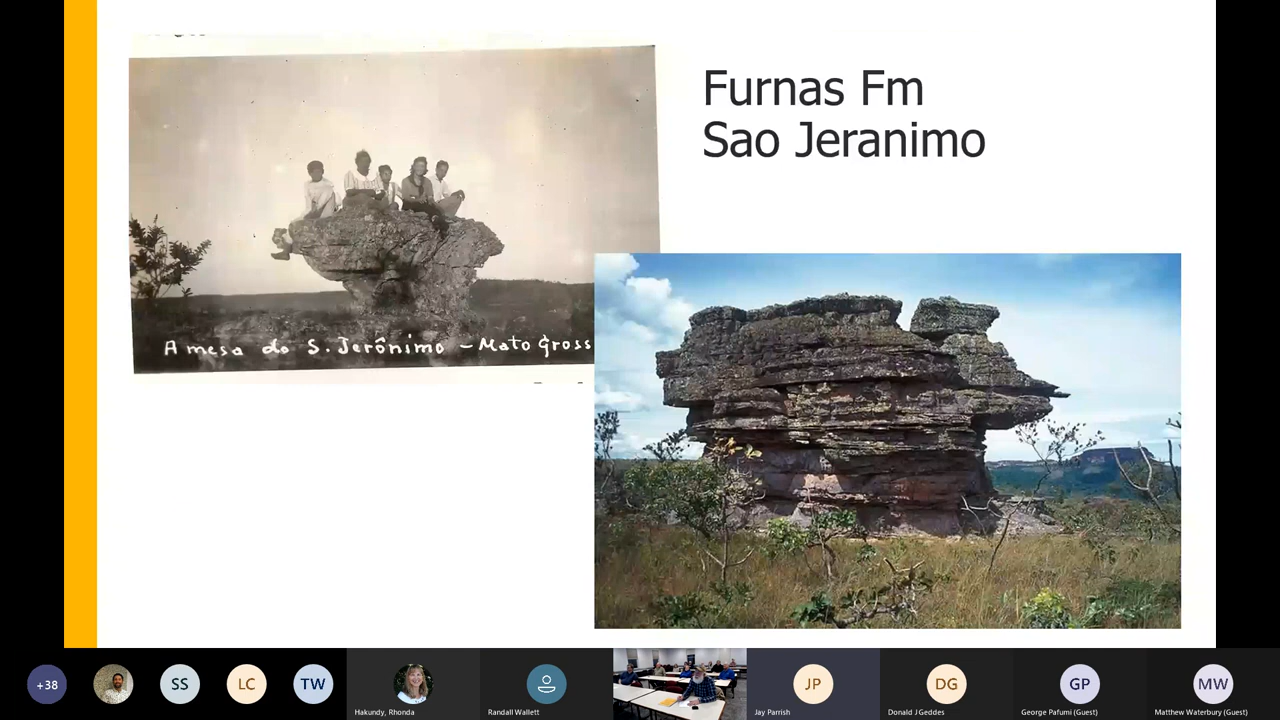 Furnas Fm
Sao Jeranimo
A mesa do S. Jerônimo – Mato Gross
+38
SS
LC
TW
JP
DG
GP
MW
Hakundy, Rhonda
Randall Wallett
Jay Parrish
Donald J Geddes
George Pafumi (Guest)
Matthew Waterbury (Guest)